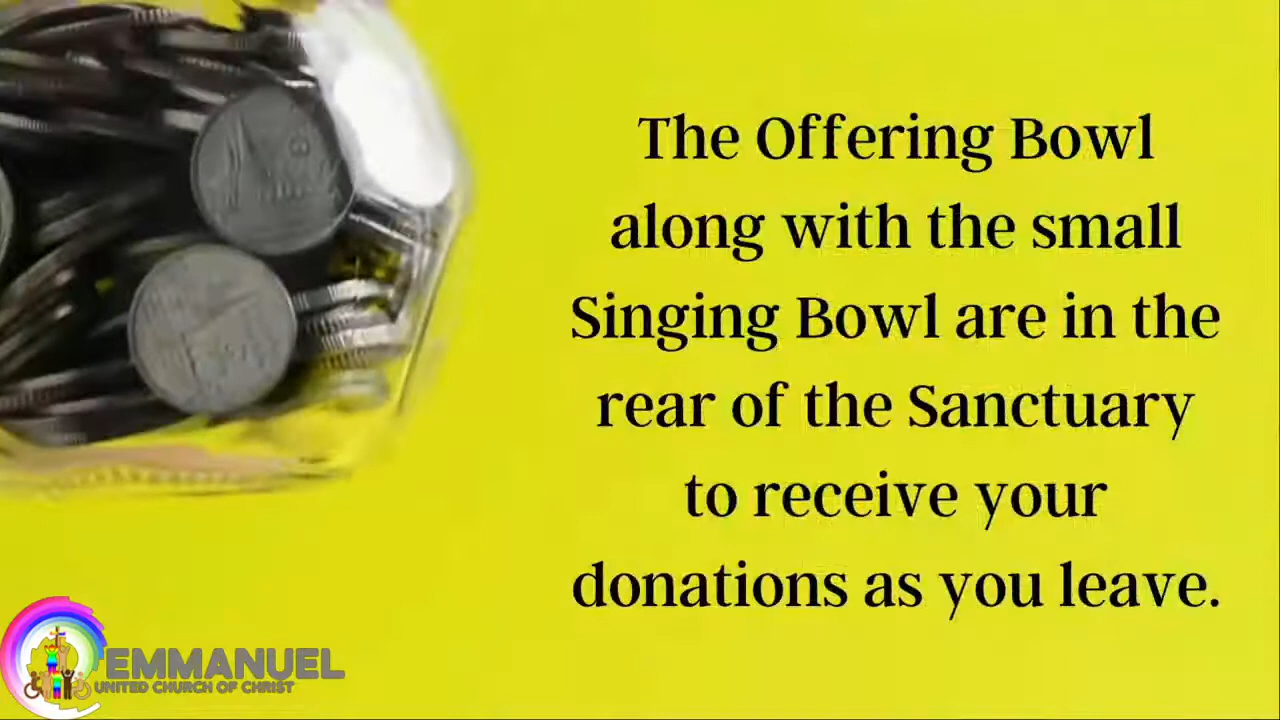 The Offering Bowl
along with the small
Singing Bowl are in the
rear of the Sanctuary
to receive your
donations as you leave.
EMMANUEL
UNITED CHURCH OF CHRIST